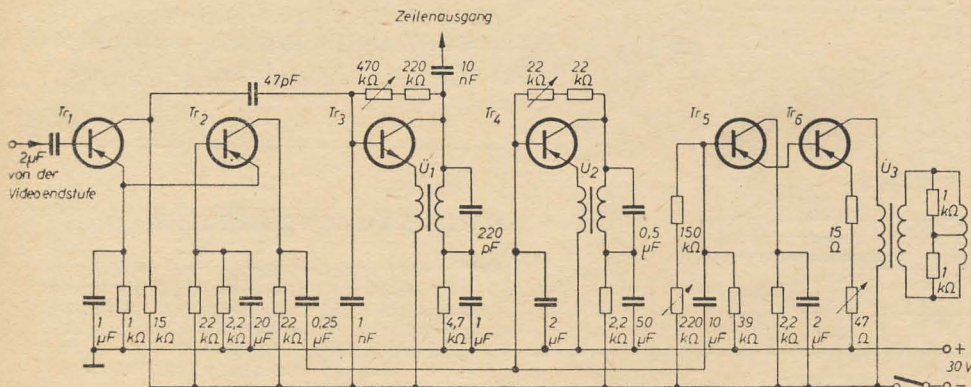 Zeilenausgang
470
kΩ
220
kΩ
10
nF
22
kΩ
22
kΩ
47pF
Tr1
Tr2
Tr3
Tr4
Tr5
Tr6
Ü1
Ü2
Ü3
2µF
von der
Videoendstufe
220
pF
0,5
µF
150
kΩ
15
Ω
1
kΩ
1
kΩ
1
µF
1
kΩ
15
kΩ
22
kΩ
2,2
kΩ
20
µF
22
kΩ
0,25
µF
1
nF
4,7
kΩ
1
µF
2
µF
2,2
kΩ
50
µF
220
kΩ
10
µF
39
kΩ
2,2
kΩ
2
µF
47
Ω
+
30V
-